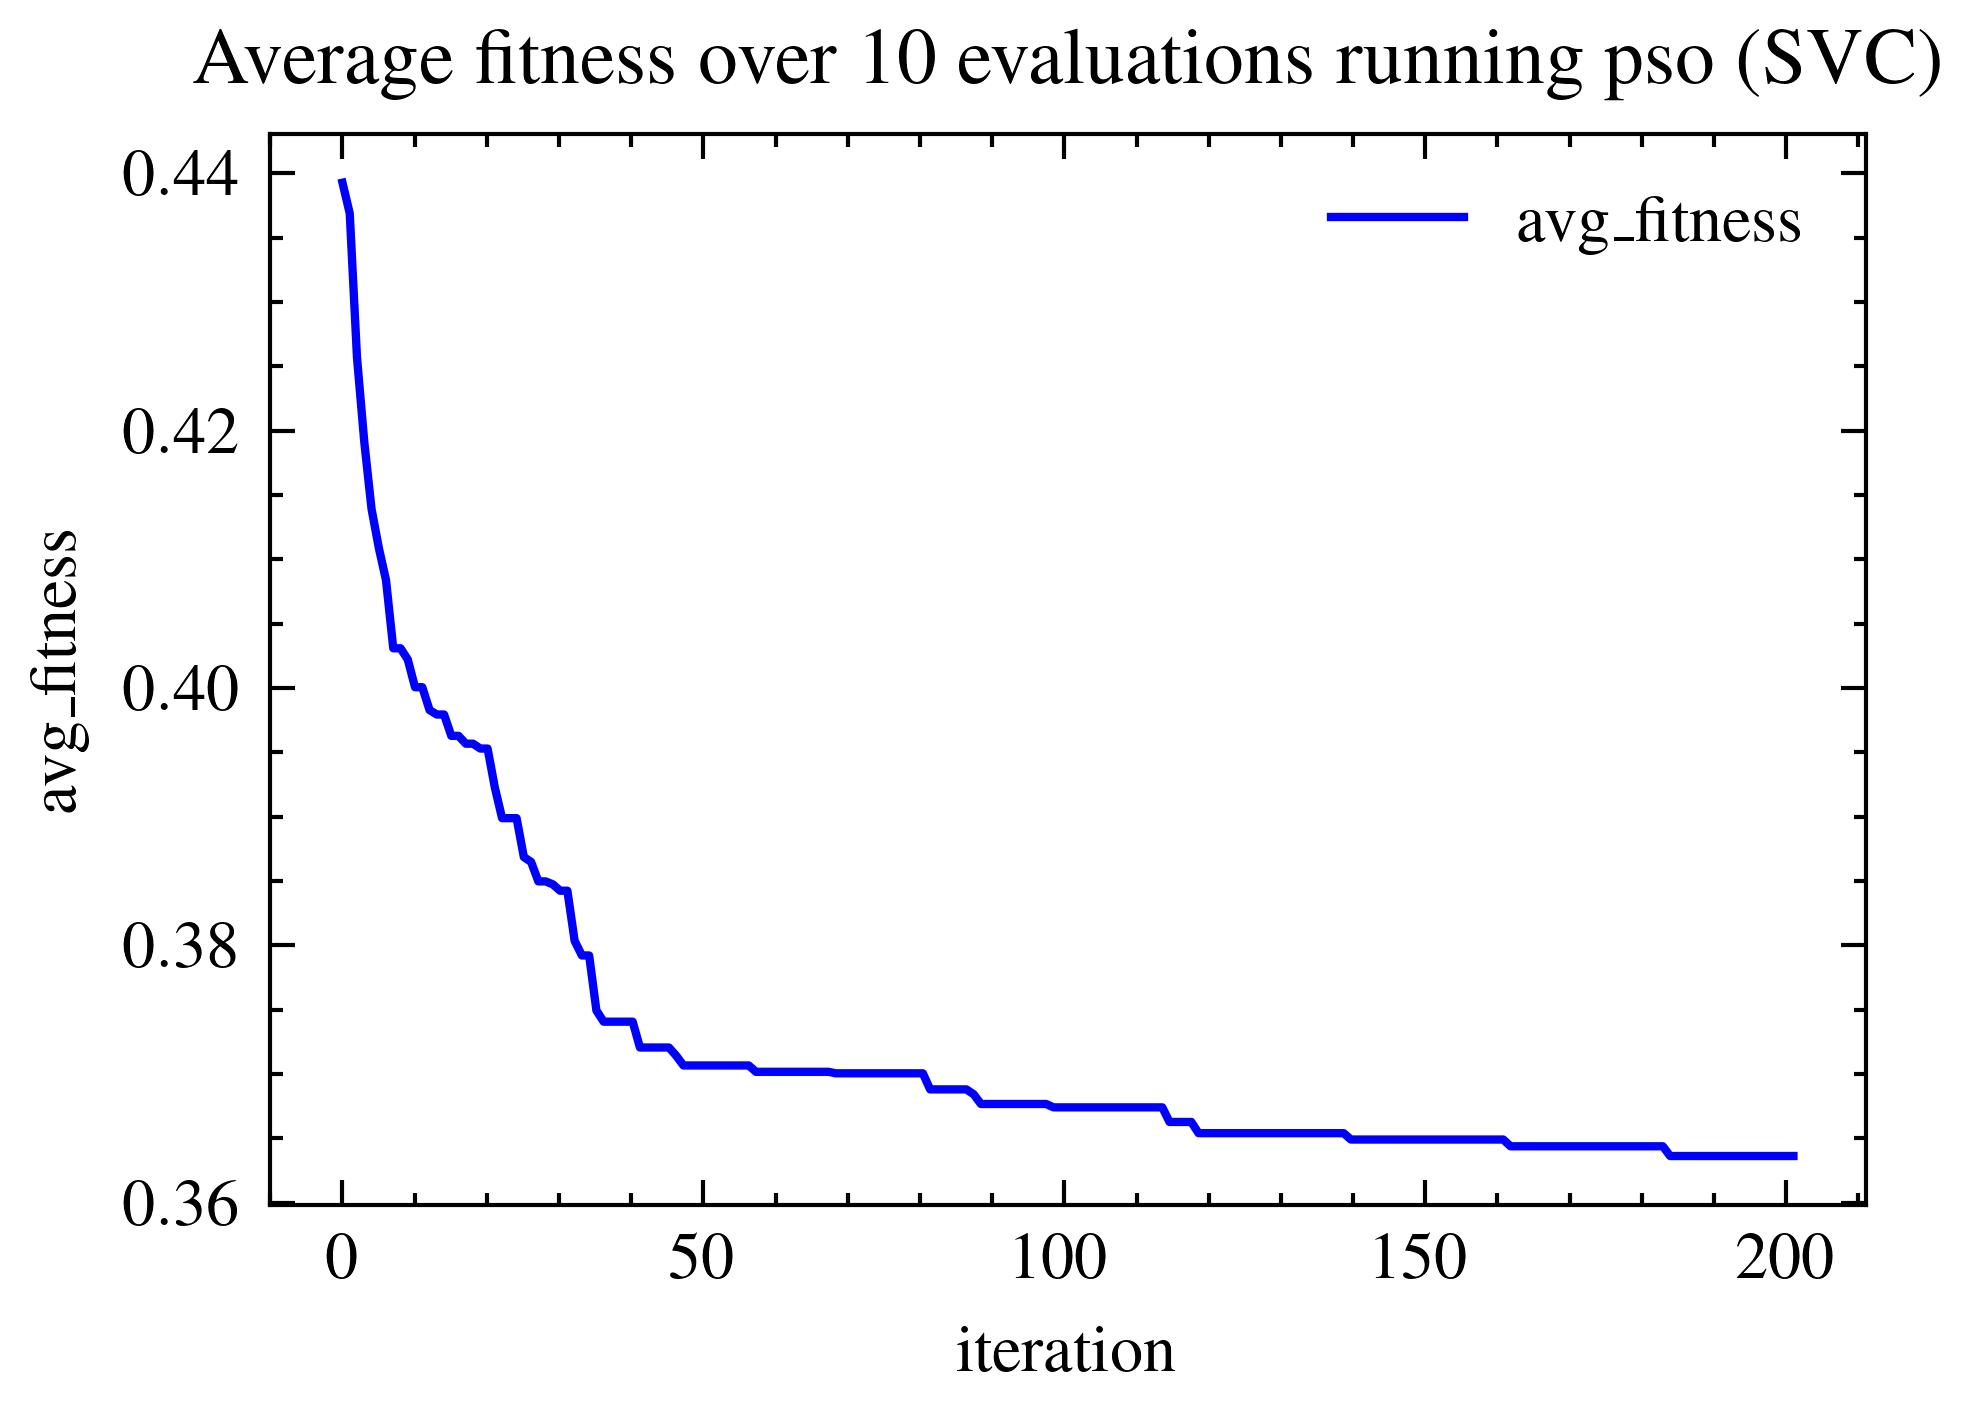 Average fitness over 10 evaluations running pso (SVC)
avg_fitness
0.44
0.42
0.40
0.38
0.36
avg_fitness
0 50 100 150 200
iteration